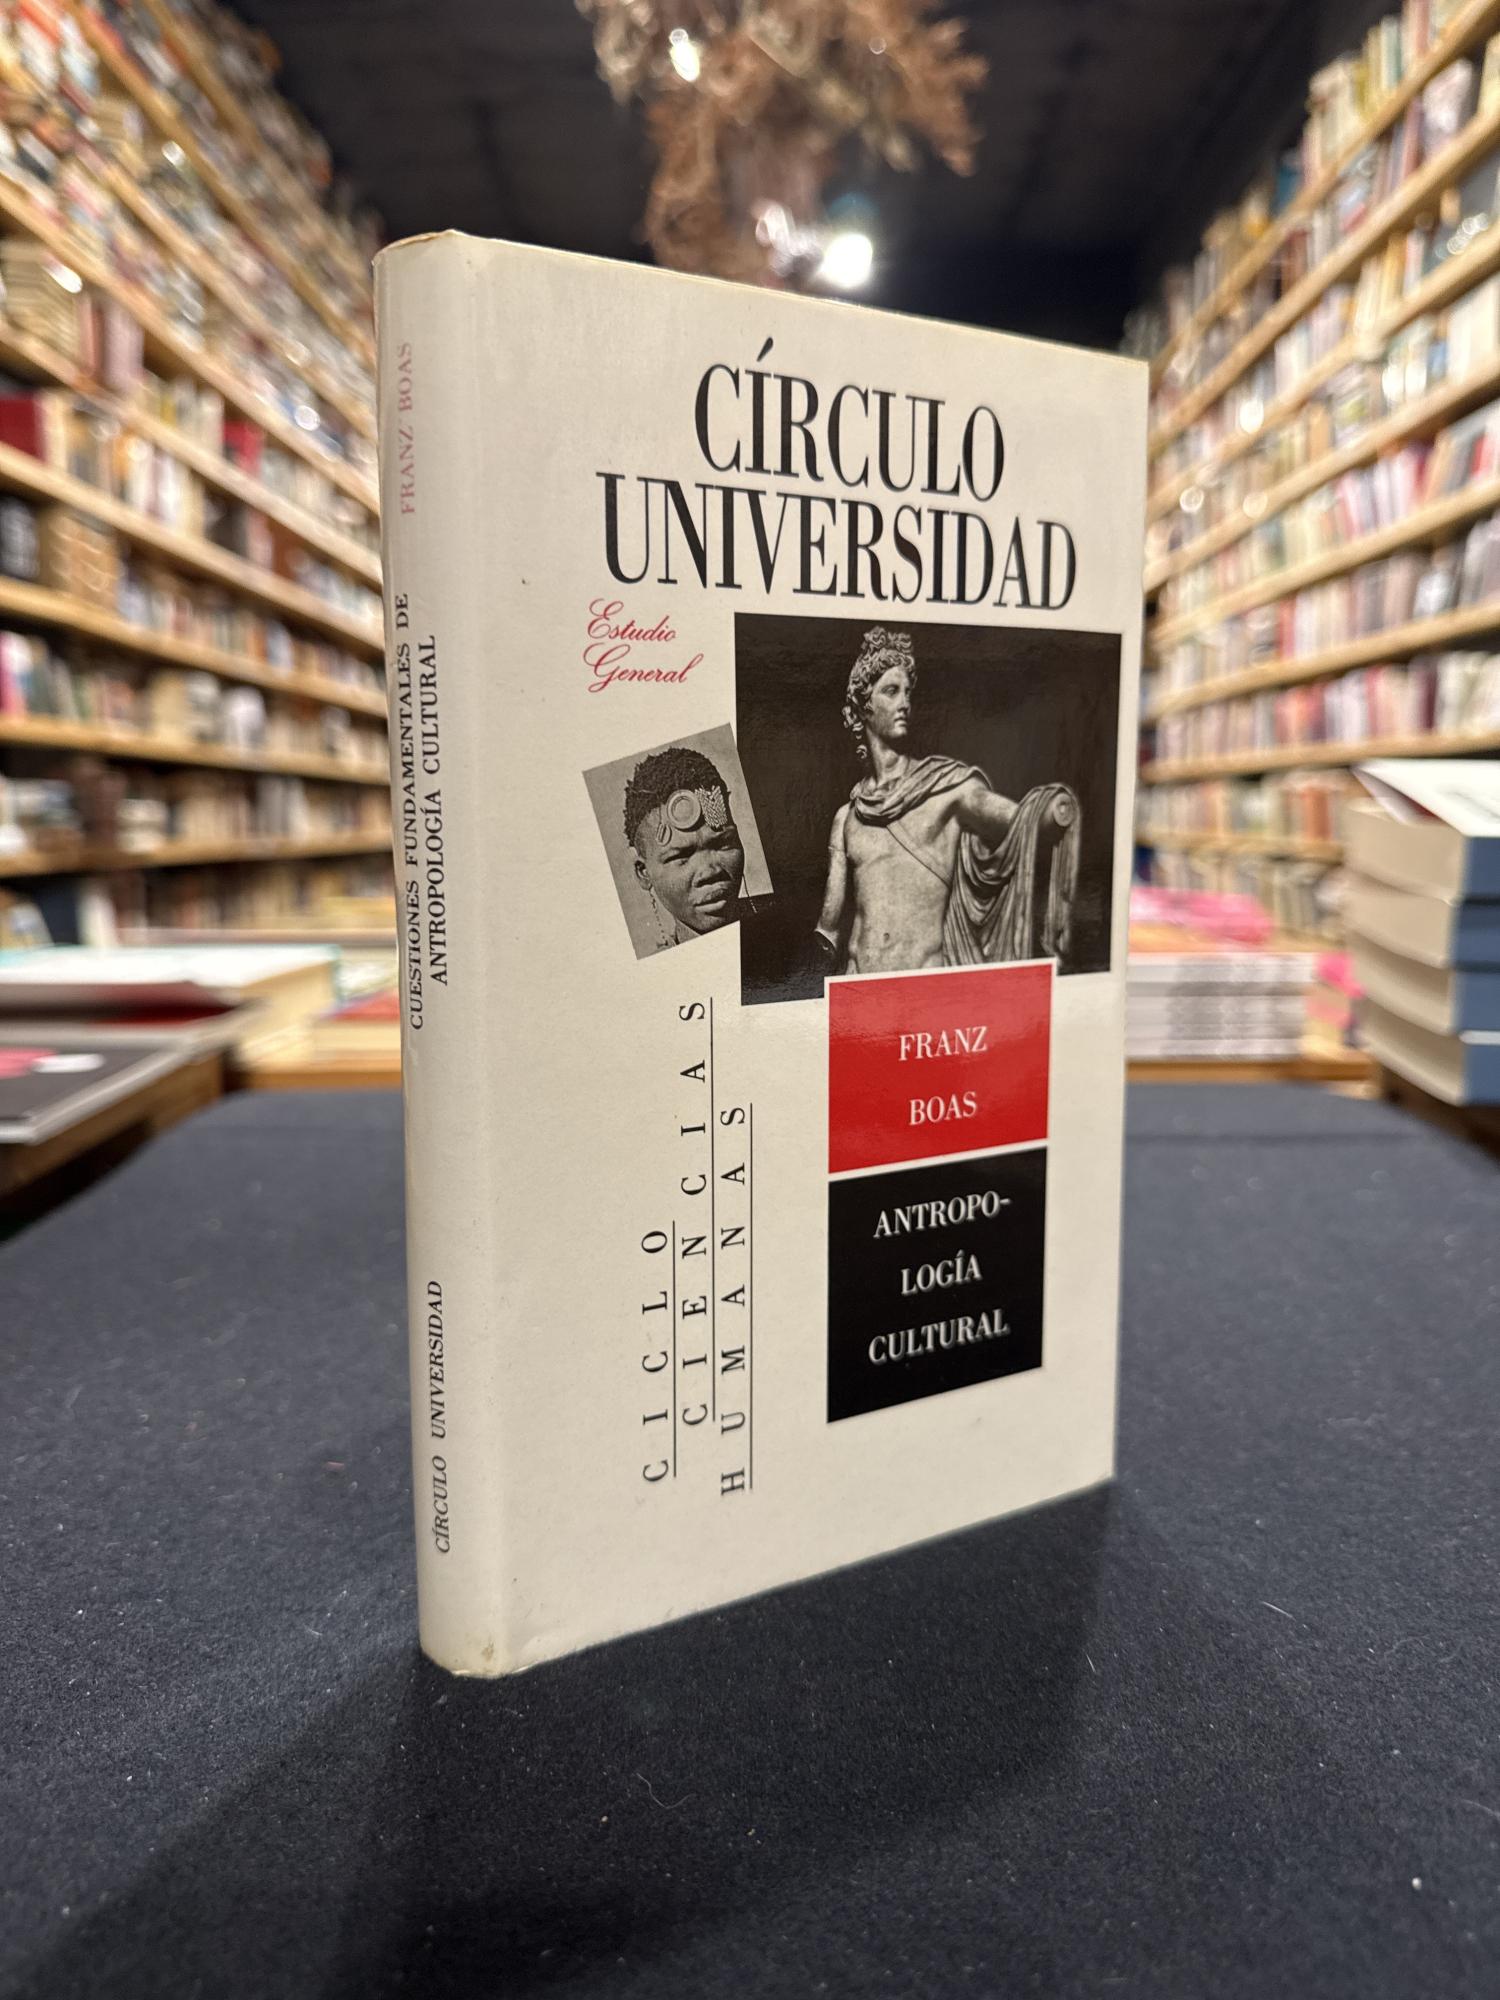 FRANZ BOAS
CUESTIONES FUNDAMENTALES DE
ANTROPOLOGÍA CULTURAL
CÍRCULO UNIVERSIDAD
CÍRCULO
UNIVERSIDAD
Estudio
General
CICLO
CIENCIAS
HUMANAS
FRANZ
BOAS
ANTROPO-
LOGÍA
CULTURAL